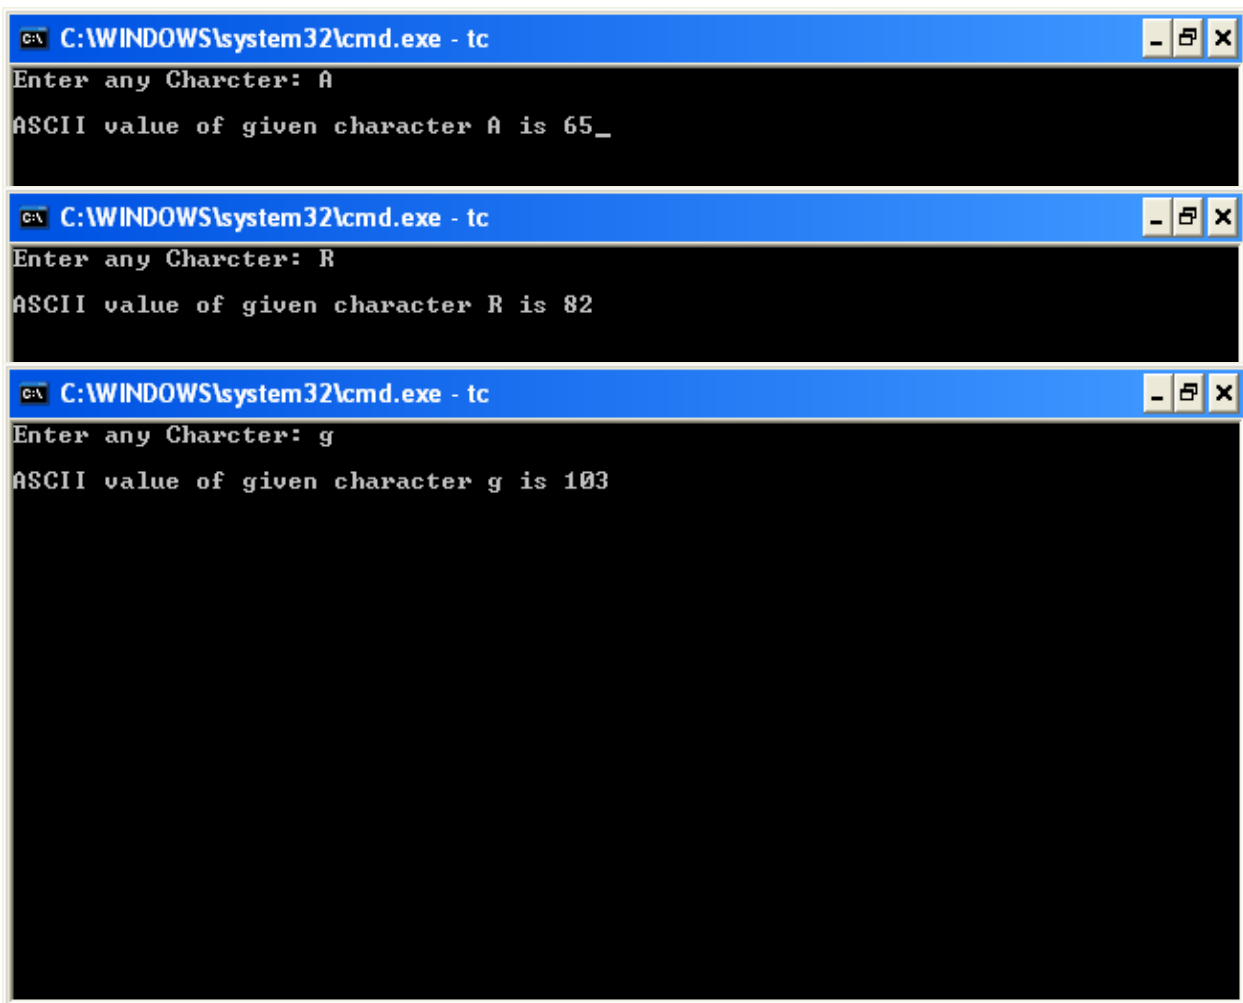 C:\WINDOWS\system32\cmd.exe - tc
Enter any Charcter: A
ASCII value of given character A is 65_
C:\WINDOWS\system32\cmd.exe - tc
Enter any Charcter: R
ASCII value of given character R is 82
C:\WINDOWS\system32\cmd.exe - tc
Enter any Charcter: g
ASCII value of given character g is 103